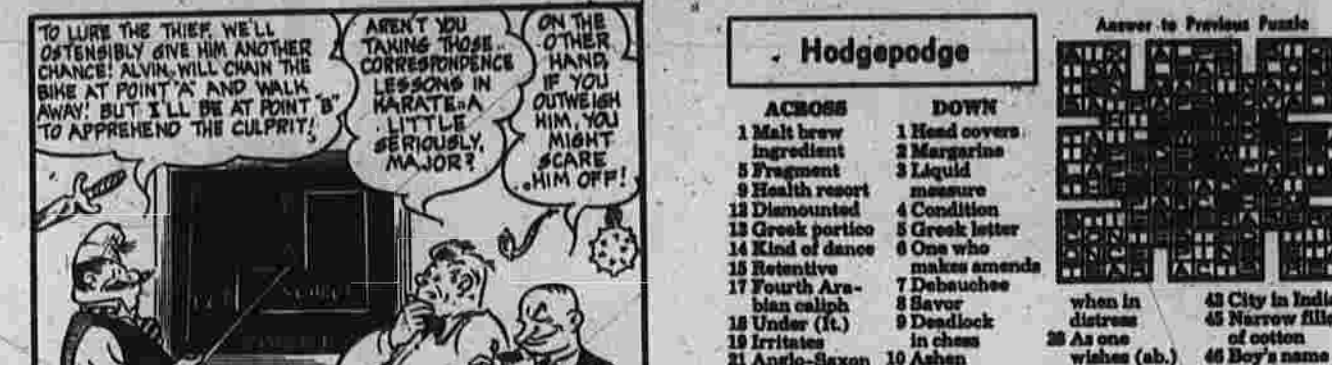 TO LURE THE THIEF, WE'LL
OSTENSIBLY GIVE HIM ANOTHER
CHANCE! ALVIN WILL CHAIN THE
BIKE AT POINT "A" AND WALK
AWAY! BUT I'LL BE AT POINT "B"
TO APPREHEND THE CULPRIT!
AREN'T YOU
TAKING THOSE
CORRESPONDENCE
LESSONS IN
KARATE A
LITTLE
SERIOUSLY,
MAJOR?
ON THE
OTHER
HAND,
IF YOU
OUTWEIGH
HIM, YOU
MIGHT
SCARE
HIM OFF!
Hodgepodge
Answer to Previous Puzzle
ACROSS
1 Malt brew
ingredient
5 Fragment
9 Health resort
12 Dismounted
13 Greek portico
14 Kind of dance
15 Retentive
17 Fourth Ara-
bian caliph
18 Under (It.)
19 Irritates
21 Anglo-Saxon
DOWN
1 Head covers
2 Margarine
3 Liquid
measure
4 Condition
5 Greek letter
6 One who
makes amends
7 Debauchee
8 Savor
9 Deadlock
in chess
10 Ashen
when in
distress
As one
wishes (ab.)
43 City in
45 Narrow
of cotton
46 Boy's name